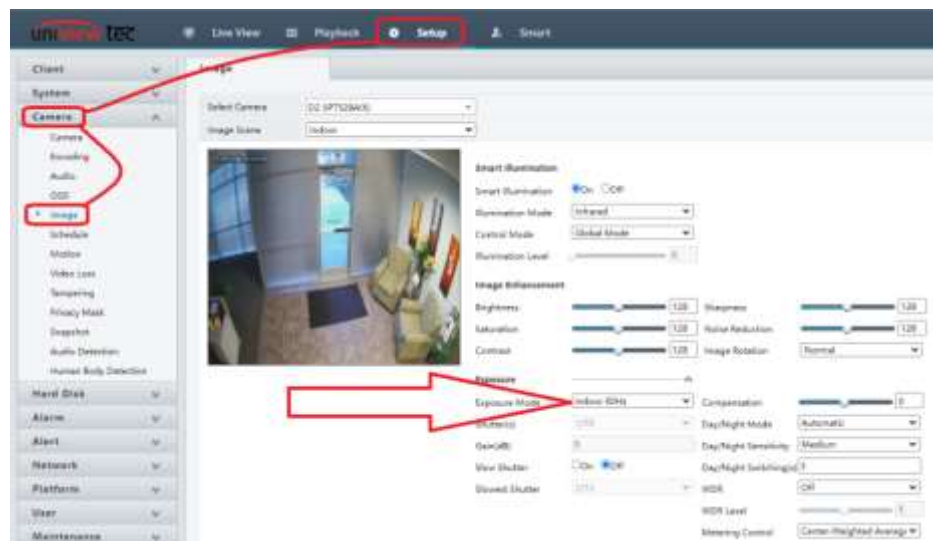 Live View Playback Setup Smart
Client
System
Camera
Camera
Encoding
Audio
OSD
Image
Schedule
Motion
Video Loss
Tampering
Privacy Mask
Snapshot
Audio Detection
Human Body Detection
Hard Disk
Alarm
Alert
Network
Platform
User
Maintenance
Image
Select Camera
Image Scene Indoor
Smart Illumination
Smart Illumination On Off
Illumination Mode Infrared
Control Mode Global Mode
Illumination Level 0
Image Enhancement
Brightness 128 Sharpness 128
Saturation 128 Noise Reduction 128
Contrast 128 Image Rotation Normal
Exposure
Exposure Mode Indoor 60Hz Compensation 0
Shutter(s) Day/Night Mode Automatic
Gain(dB) 0 Day/Night Sensitivity Medium
Slow Shutter On Off Day/Night Switching(s) 3
Slowest Shutter WDR Off
WDR Level 5
Metering Control Center-Weighted Average